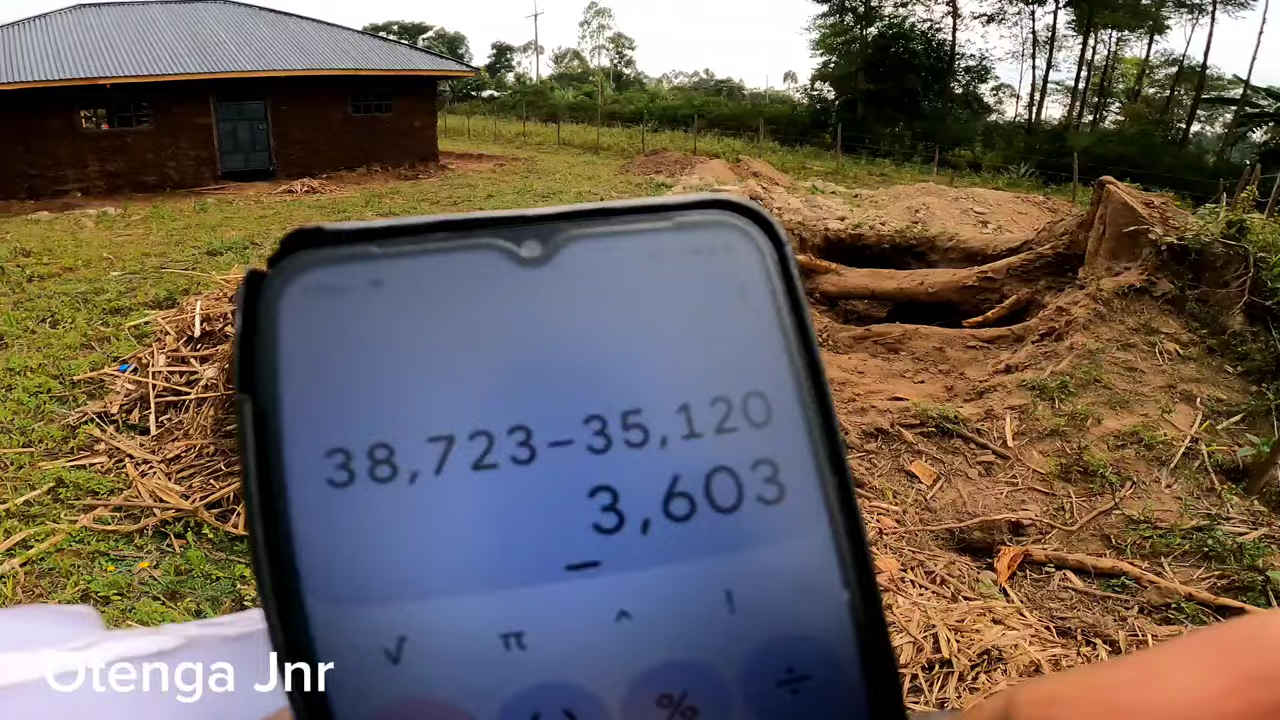 38,723–35,120
3,603
√ π ^ !
( ) % ÷
Otenga Jnr